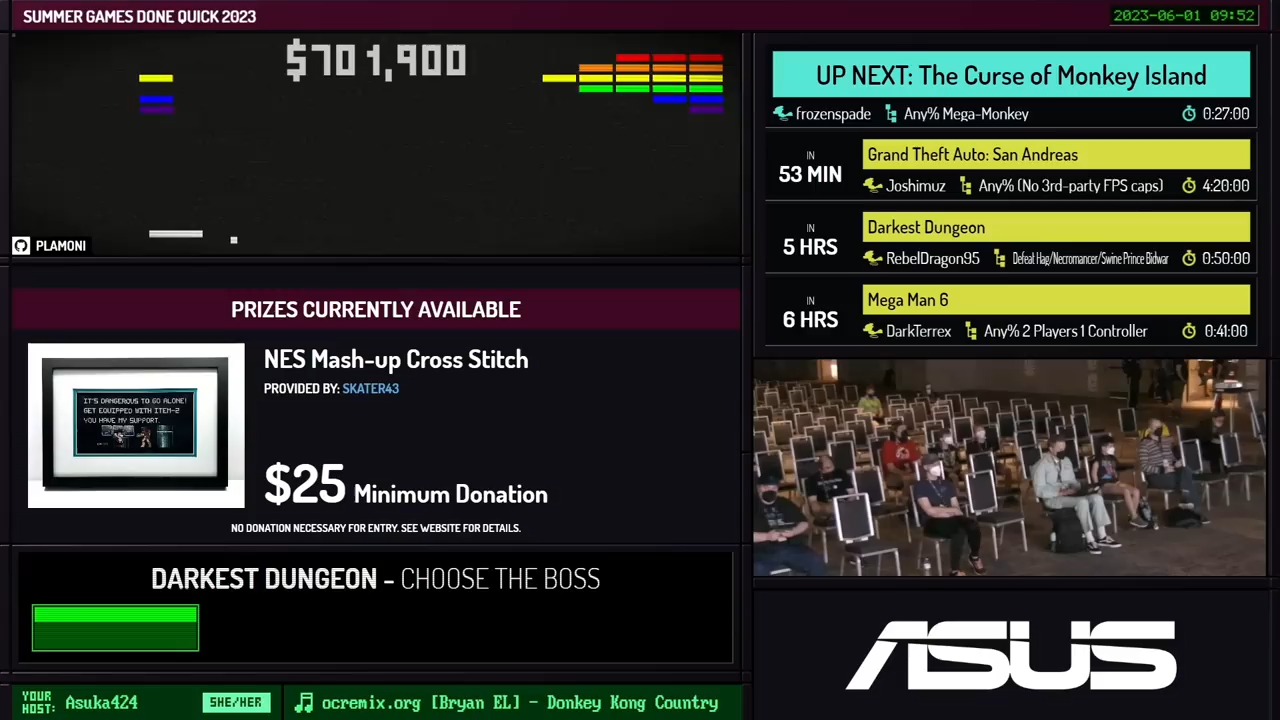 SUMMER GAMES DONE QUICK 2023
2023-06-01 09:52
$701,900
PLAMONI
PRIZES CURRENTLY AVAILABLE
IT'S DANGEROUS TO GO ALONE!
GET EQUIPPED WITH ITEM-2
YOU HAVE MY SUPPORT.
NES Mash-up Cross Stitch
PROVIDED BY: SKATER43
$25 Minimum Donation
NO DONATION NECESSARY FOR ENTRY. SEE WEBSITE FOR DETAILS.
DARKEST DUNGEON - CHOOSE THE BOSS
YOUR HOST: Asuka424 SHE/HER
ocremix.org [Bryan EL] - Donkey Kong Country
UP NEXT: The Curse of Monkey Island
frozenspade Any% Mega-Monkey 0:27:00
IN 53 MIN
Grand Theft Auto: San Andreas
Joshimuz Any% (No 3rd-party FPS caps) 4:20:00
IN 5 HRS
Darkest Dungeon
RebelDragon95 Defeat Hag/Necromancer/Swine Prince Bidwar 0:50:00
IN 6 HRS
Mega Man 6
DarkTerrex Any% 2 Players 1 Controller 0:41:00
ASUS